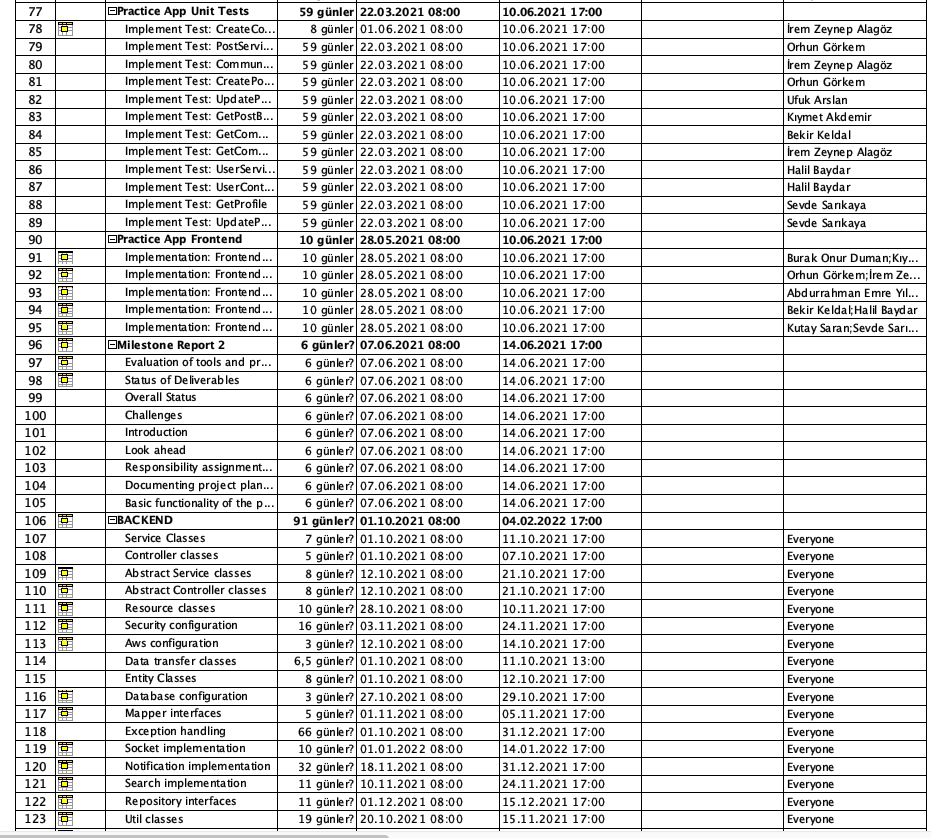 77 Practice App Unit Tests 59 günler 22.03.2021 08:00 10.06.2021 17:00
78 Implement Test: CreateCo... 8 günler 01.06.2021 08:00 10.06.2021 17:00 İrem Zeynep Alagöz
79 Implement Test: PostServi... 59 günler 22.03.2021 08:00 10.06.2021 17:00 Orhun Görkem
80 Implement Test: Commun... 59 günler 22.03.2021 08:00 10.06.2021 17:00 İrem Zeynep Alagöz
81 Implement Test: CreatePo... 59 günler 22.03.2021 08:00 10.06.2021 17:00 Orhun Görkem
82 Implement Test: UpdateP... 59 günler 22.03.2021 08:00 10.06.2021 17:00 Ufuk Arslan
83 Implement Test: GetPostB... 59 günler 22.03.2021 08:00 10.06.2021 17:00 Kıymet Akdemir
84 Implement Test: GetCom... 59 günler 22.03.2021 08:00 10.06.2021 17:00 Bekir Keldal
85 Implement Test: GetCom... 59 günler 22.03.2021 08:00 10.06.2021 17:00 İrem Zeynep Alagöz
86 Implement Test: UserServi... 59 günler 22.03.2021 08:00 10.06.2021 17:00 Halil Baydar
87 Implement Test: UserCont... 59 günler 22.03.2021 08:00 10.06.2021 17:00 Halil Baydar
88 Implement Test: GetProfile 59 günler 22.03.2021 08:00 10.06.2021 17:00 Sevde Sarıkaya
89 Implement Test: UpdateP... 59 günler 22.03.2021 08:00 10.06.2021 17:00 Sevde Sarıkaya
90 Practice App Frontend 10 günler 28.05.2021 08:00 10.06.2021 17:00
91 Implementation: Frontend... 10 günler 28.05.2021 08:00 10.06.2021 17:00 Burak Onur Duman;Kıy...
92 Implementation: Frontend... 10 günler 28.05.2021 08:00 10.06.2021 17:00 Orhun Görkem;İrem Ze...
93 Implementation: Frontend... 10 günler 28.05.2021 08:00 10.06.2021 17:00 Abdurrahman Emre Yıl...
94 Implementation: Frontend... 10 günler 28.05.2021 08:00 10.06.2021 17:00 Bekir Keldal;Halil Baydar
95 Implementation: Frontend... 10 günler 28.05.2021 08:00 10.06.2021 17:00 Kutay Saran;Sevde Sarı...
96 Milestone Report 2 6 günler? 07.06.2021 08:00 14.06.2021 17:00
97 Evaluation of tools and pr... 6 günler? 07.06.2021 08:00 14.06.2021 17:00
98 Status of Deliverables 6 günler? 07.06.2021 08:00 14.06.2021 17:00
99 Overall Status 6 günler? 07.06.2021 08:00 14.06.2021 17:00
100 Challenges 6 günler? 07.06.2021 08:00 14.06.2021 17:00
101 Introduction 6 günler? 07.06.2021 08:00 14.06.2021 17:00
102 Look ahead 6 günler? 07.06.2021 08:00 14.06.2021 17:00
103 Responsibility assignment... 6 günler? 07.06.2021 08:00 14.06.2021 17:00
104 Documenting project plan... 6 günler? 07.06.2021 08:00 14.06.2021 17:00
105 Basic functionality of the p... 6 günler? 07.06.2021 08:00 14.06.2021 17:00
106 BACKEND 91 günler? 01.10.2021 08:00 04.02.2022 17:00
107 Service Classes 7 günler? 01.10.2021 08:00 11.10.2021 17:00 Everyone
108 Controller classes 5 günler? 01.10.2021 08:00 07.10.2021 17:00 Everyone
109 Abstract Service classes 8 günler? 12.10.2021 08:00 21.10.2021 17:00 Everyone
110 Abstract Controller classes 8 günler? 12.10.2021 08:00 21.10.2021 17:00 Everyone
111 Resource classes 10 günler? 28.10.2021 08:00 10.11.2021 17:00 Everyone
112 Security configuration 16 günler? 03.11.2021 08:00 24.11.2021 17:00 Everyone
113 Aws configuration 3 günler? 12.10.2021 08:00 14.10.2021 17:00 Everyone
114 Data transfer classes 6,5 günler? 01.10.2021 08:00 11.10.2021 13:00 Everyone
115 Entity Classes 8 günler? 01.10.2021 08:00 12.10.2021 17:00 Everyone
116 Database configuration 3 günler? 27.10.2021 08:00 29.10.2021 17:00 Everyone
117 Mapper interfaces 5 günler? 01.11.2021 08:00 05.11.2021 17:00 Everyone
118 Exception handling 66 günler? 01.10.2021 08:00 31.12.2021 17:00 Everyone
119 Socket implementation 10 günler? 01.01.2022 08:00 14.01.2022 17:00 Everyone
120 Notification implementation 32 günler? 18.11.2021 08:00 31.12.2021 17:00 Everyone
121 Search implementation 11 günler? 10.11.2021 08:00 24.11.2021 17:00 Everyone
122 Repository interfaces 11 günler? 01.12.2021 08:00 15.12.2021 17:00 Everyone
123 Util classes 19 günler? 20.10.2021 08:00 15.11.2021 17:00 Everyone